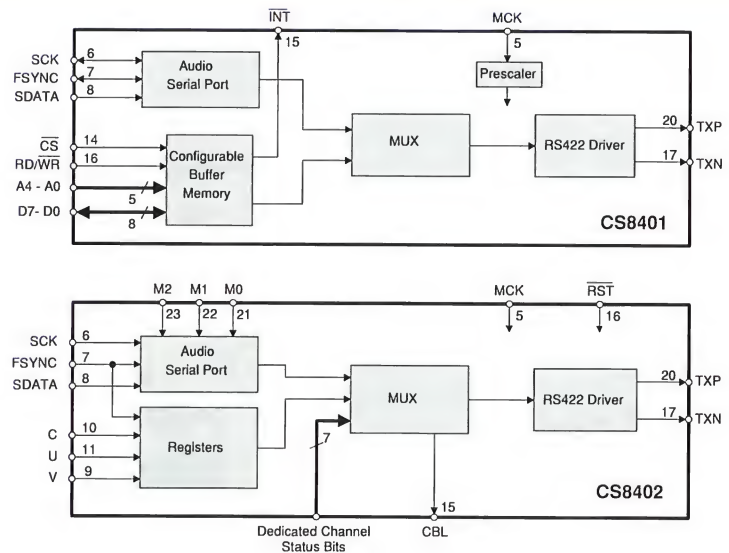 INT
MCK
15
5
SCK
6
Audio
Serial Port
FSYNC
7
SDATA
8
Prescaler
CS
14
RD/WR
16
A4 - A0
5
D7- D0
8
Configurable
Buffer
Memory
MUX
RS422 Driver
20
TXP
17
TXN
CS8401
M2
M1
M0
MCK
RST
23
22
21
5
16
SCK
6
FSYNC
7
SDATA
8
Audio
Serial Port
C
10
U
11
V
9
Registers
MUX
7
RS422 Driver
20
TXP
17
TXN
CS8402
15
Dedicated Channel
Status Bits
CBL